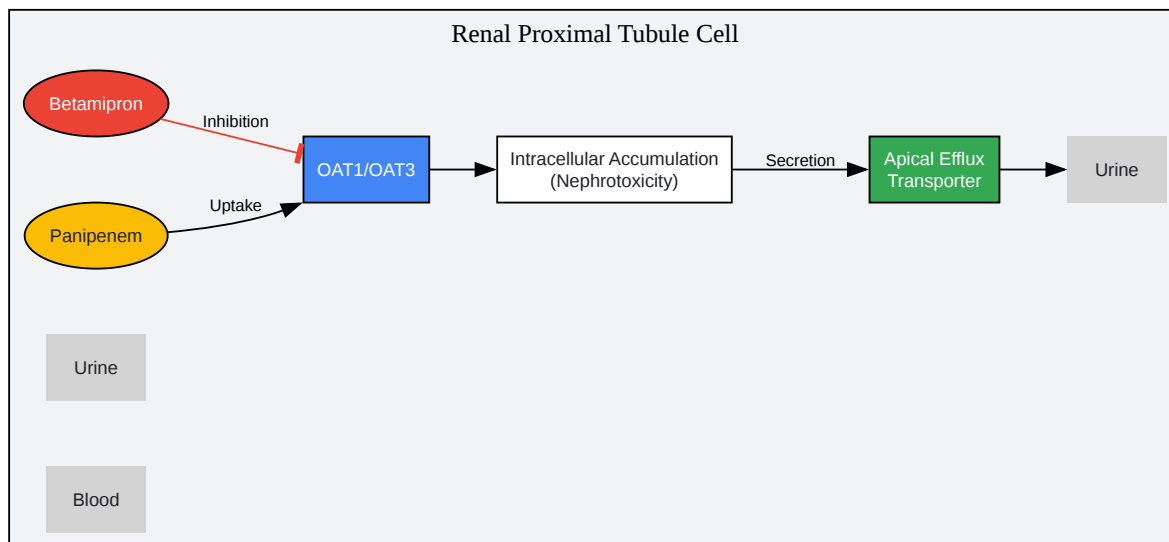 Renal Proximal Tubule Cell
Betamipron
Inhibition
OAT1/OAT3
Intracellular Accumulation
(Nephrotoxicity)
Secretion
Apical Efflux
Transporter
Urine
Uptake
Panipenem
Urine
Blood